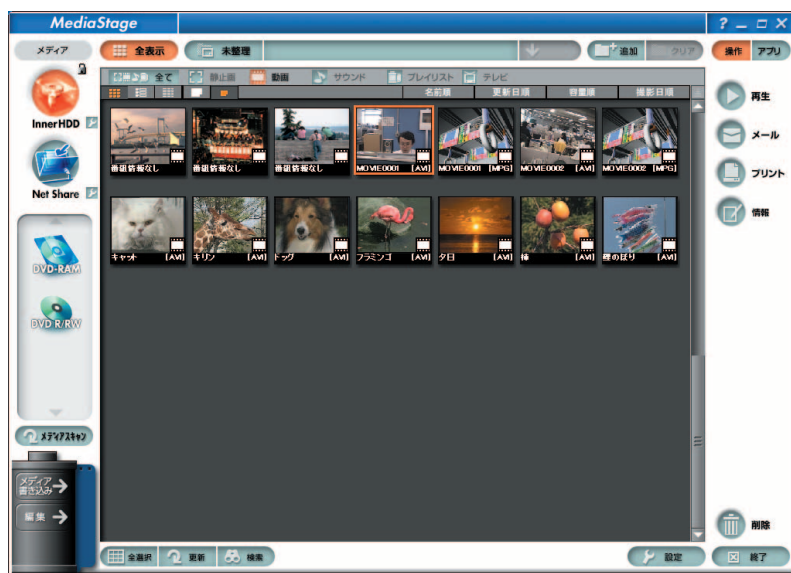 MediaStage
? – □ ×
メディア
全表示
未整理
追加
クリア
操作
アプリ
全て
静止画
動画
サウンド
プレイリスト
テレビ
名前順
更新日順
容量順
撮影日順
InnerHDD
Net Share
DVD-RAM
DVD R/RW
メディアスキャン
メディア
書き込み
編集
番組情報なし
番組情報なし
番組情報なし
MOVIE0001 [AVI]
MOVIE0001 [MPG]
MOVIE0002 [AVI]
MOVIE0002 [MPG]
キャット [AVI]
キリン [AVI]
ドッグ [AVI]
フラミンゴ [AVI]
夕日 [AVI]
柿 [AVI]
鯉のぼり [AVI]
再生
メール
プリント
情報
削除
全選択
更新
検索
設定
終了